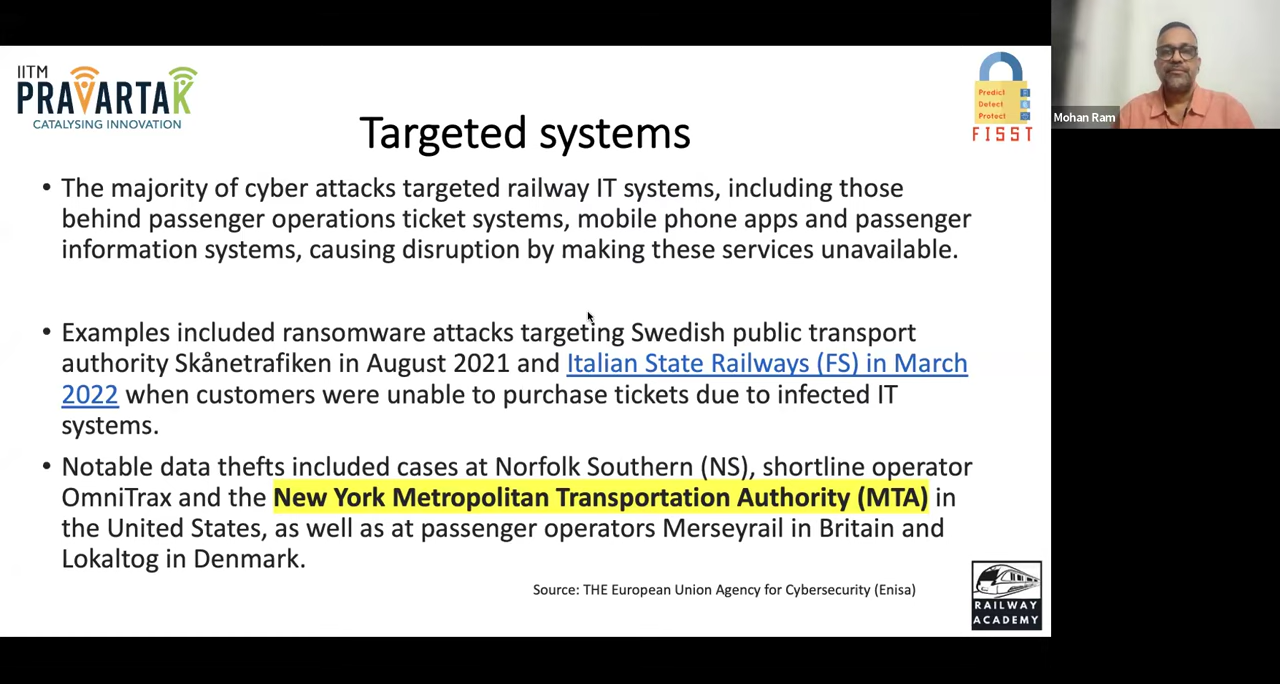 IITM
PRAVARTAK
CATALYSING INNOVATION
Targeted systems
Predict
Detect
Protect
FISST
Mohan Ram
• The majority of cyber attacks targeted railway IT systems, including those
behind passenger operations ticket systems, mobile phone apps and passenger
information systems, causing disruption by making these services unavailable.
• Examples included ransomware attacks targeting Swedish public transport
authority Skånetrafiken in August 2021 and Italian State Railways (FS) in March
2022 when customers were unable to purchase tickets due to infected IT
systems.
• Notable data thefts included cases at Norfolk Southern (NS), shortline operator
OmniTrax and the New York Metropolitan Transportation Authority (MTA) in
the United States, as well as at passenger operators Merseyrail in Britain and
Lokaltog in Denmark.
Source: THE European Union Agency for Cybersecurity (Enisa)
RAILWAY
ACADEMY